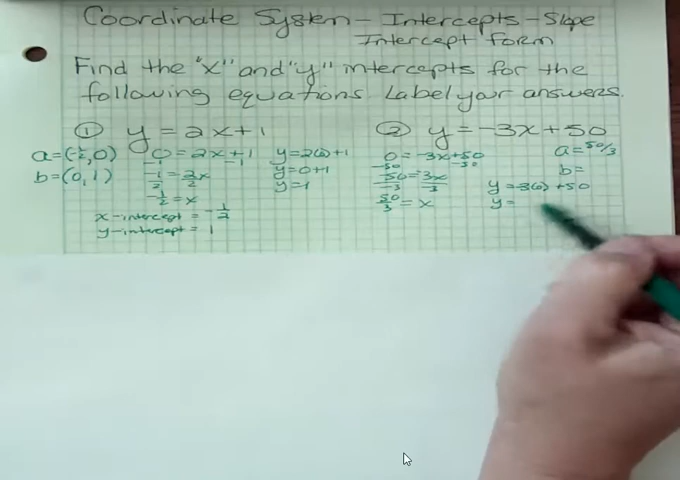 Coordinate System - Intercepts - Slope
Intercept form
Find the "x" and "y" intercepts for the
following equations. Label your answers.
① y = 2x + 1
a = (-1/2, 0)
b = (0, 1)
0 = 2x + 1
-1 -1
-1/2 = 2x/2
-1/2 = x
y = 2(0) + 1
y = 0 + 1
y = 1
x-intercept = -1/2
y-intercept = 1
② y = -3x + 50
0 = -3x + 50
-50 -50
-50/-3 = -3x/-3
50/3 = x
a = 50/3
b =
y = -3(0) + 50
y =